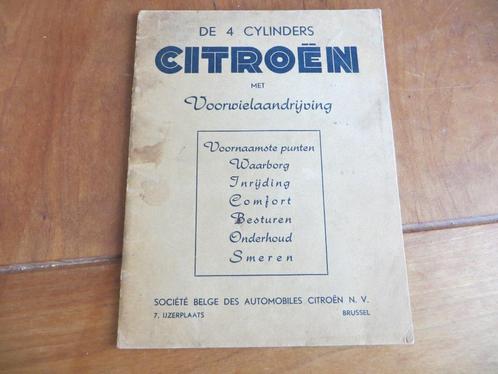 DE 4 CYLINDERS
CITROËN
MET
Voorwielaandrijving
Voornaamste punten
Waarborg
Inrijding
Comfort
Besturen
Onderhoud
Smeren
SOCIÉTÉ BELGE DES AUTOMOBILES CITROËN N. V.
7, IJZERPLAATS BRUSSEL